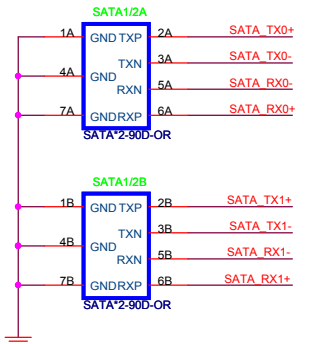 SATA1/2A
1A GND TXP 2A SATA_TX0+
TXN 3A SATA_TX0-
4A GND
RXN 5A SATA_RX0-
7A GND RXP 6A SATA_RX0+
SATA*2-90D-OR
SATA1/2B
1B GND TXP 2B SATA_TX1+
TXN 3B SATA_TX1-
4B GND
RXN 5B SATA_RX1-
7B GND RXP 6B SATA_RX1+
SATA*2-90D-OR